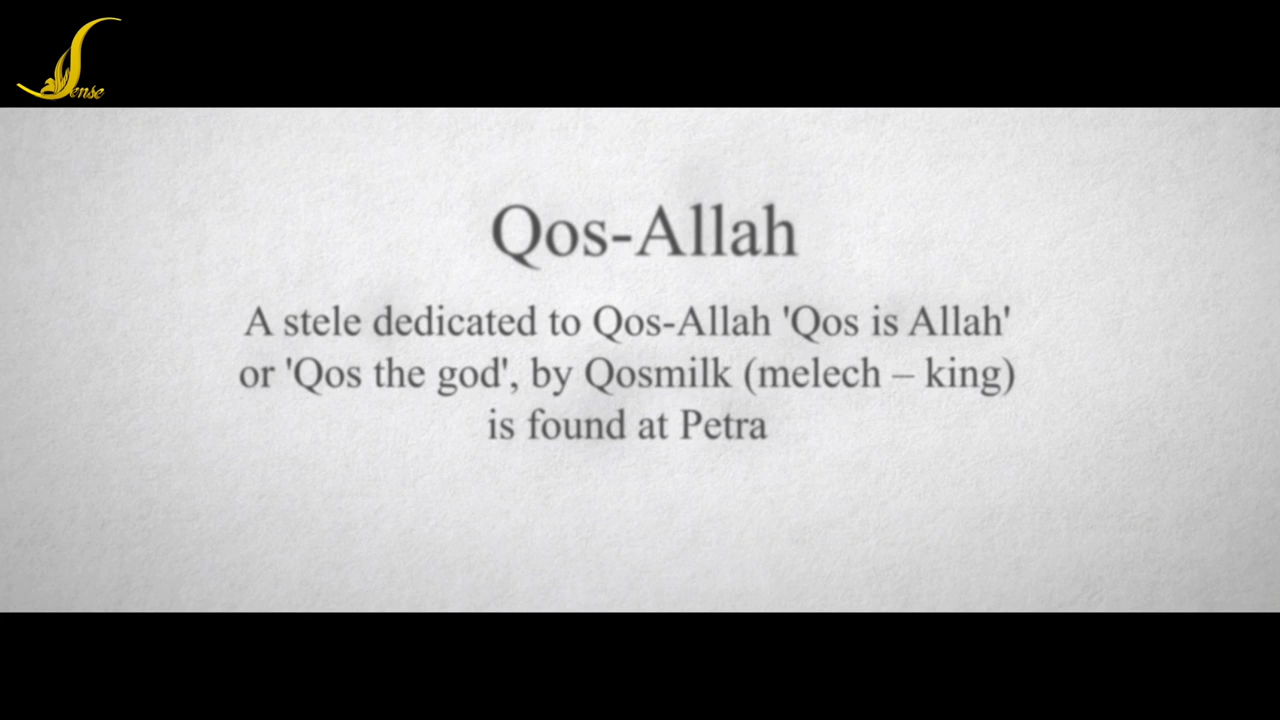 Sense
Qos-Allah
A stele dedicated to Qos-Allah 'Qos is Allah'
or 'Qos the god', by Qosmilk (melech – king)
is found at Petra